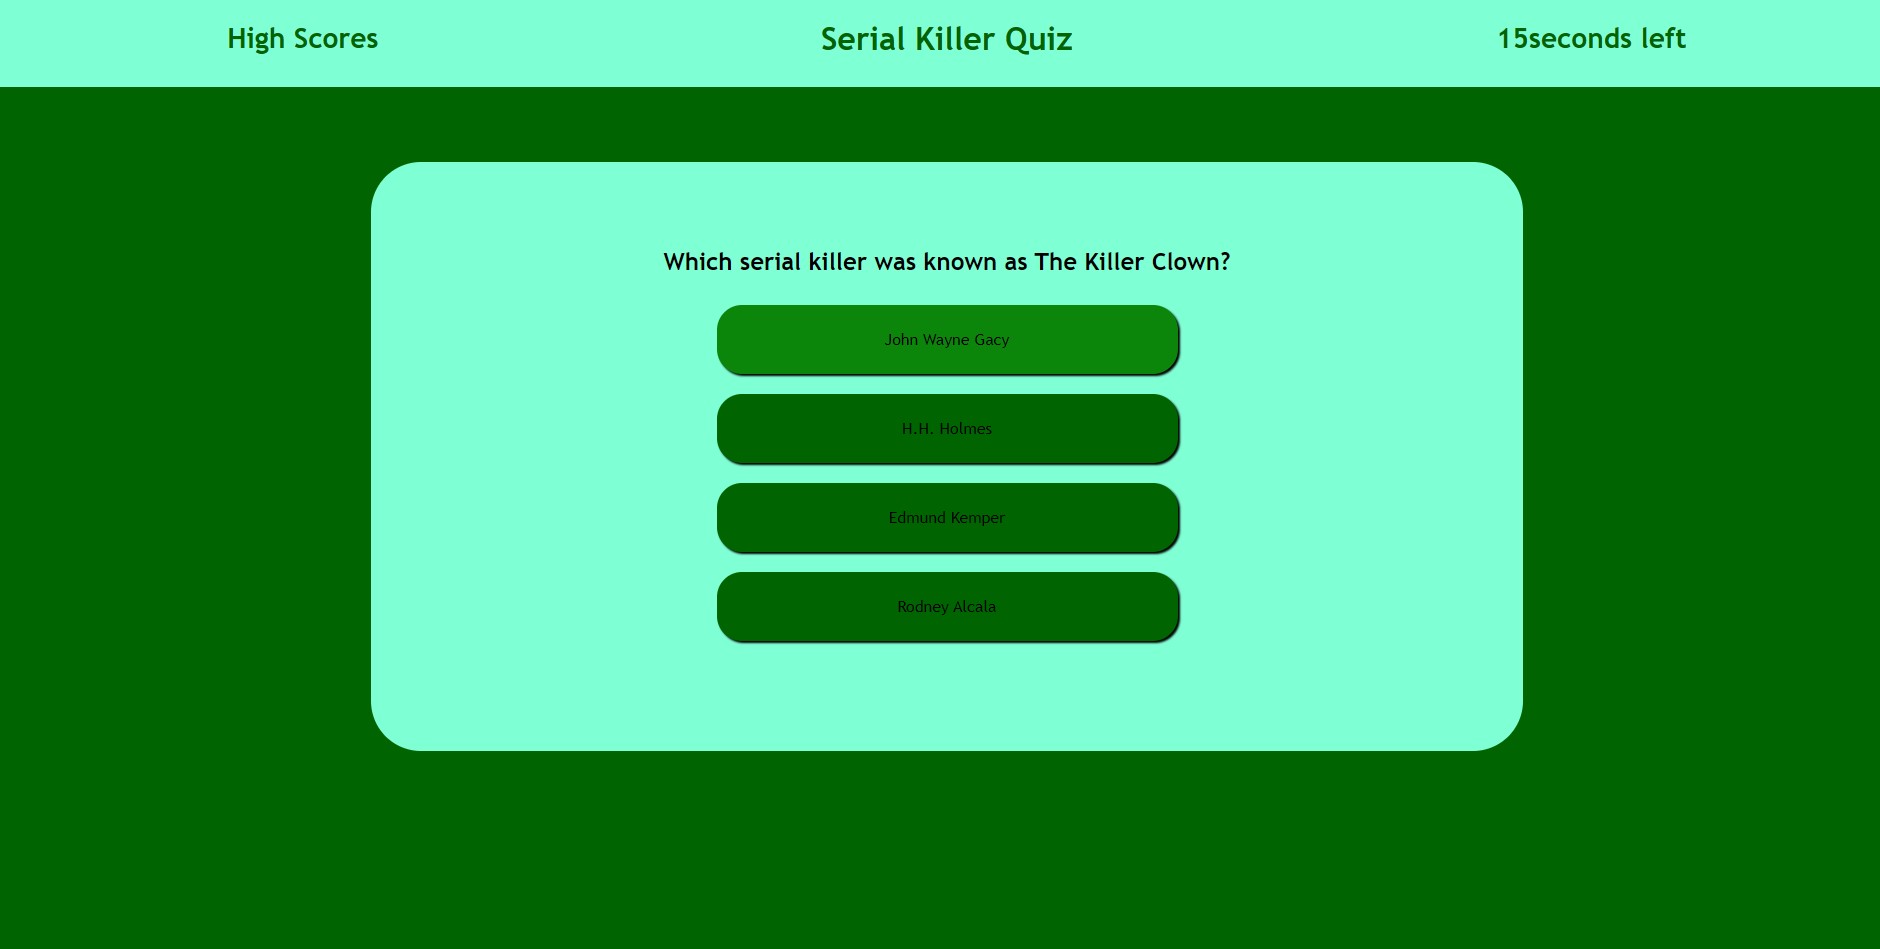 High Scores
Serial Killer Quiz
15seconds left
Which serial killer was known as The Killer Clown?
John Wayne Gacy
H.H. Holmes
Edmund Kemper
Rodney Alcala